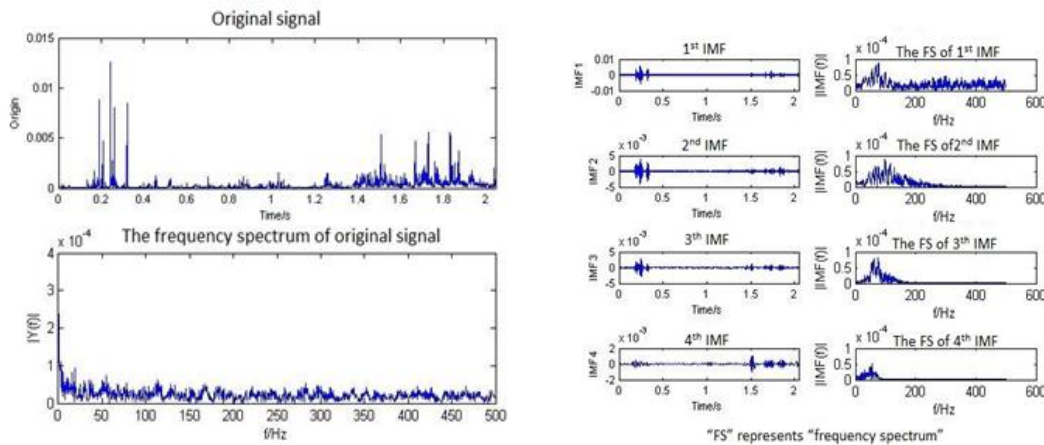 Original signal
0.015
0.01
0.005
0
Origin
0 0.2 0.4 0.6 0.8 1 1.2 1.4 1.6 1.8 2
Time/s
x 10⁻⁴ The frequency spectrum of original signal
4
3
2
1
0
|Y(f)|
0 50 100 150 200 250 300 350 400 450 500
f/Hz
1st IMF
0.01
0
-0.01
IMF1
0 0.5 1 1.5 2
Time/s
x 10⁻⁴ The FS of 1st IMF
1
0.5
0
|IMF(f)|
0 200 400 600
f/Hz
x 10⁻³ 2nd IMF
5
0
-5
IMF2
0 0.5 1 1.5 2
Time/s
x 10⁻⁴ The FS of2nd IMF
1
0.5
0
|IMF(f)|
0 200 400 600
f/Hz
x 10⁻³ 3th IMF
5
0
-5
IMF3
0 0.5 1 1.5 2
Time/s
x 10⁻⁴ The FS of 3th IMF
1
0.5
0
|IMF(f)|
0 200 400 600
f/Hz
x 10⁻³ 4th IMF
2
0
-2
IMF4
0 0.5 1 1.5 2
Time/s
x 10⁻⁴ The FS of 4th IMF
1
0.5
0
|IMF(f)|
0 200 400 600
f/Hz
"FS" represents "frequency spectrum"